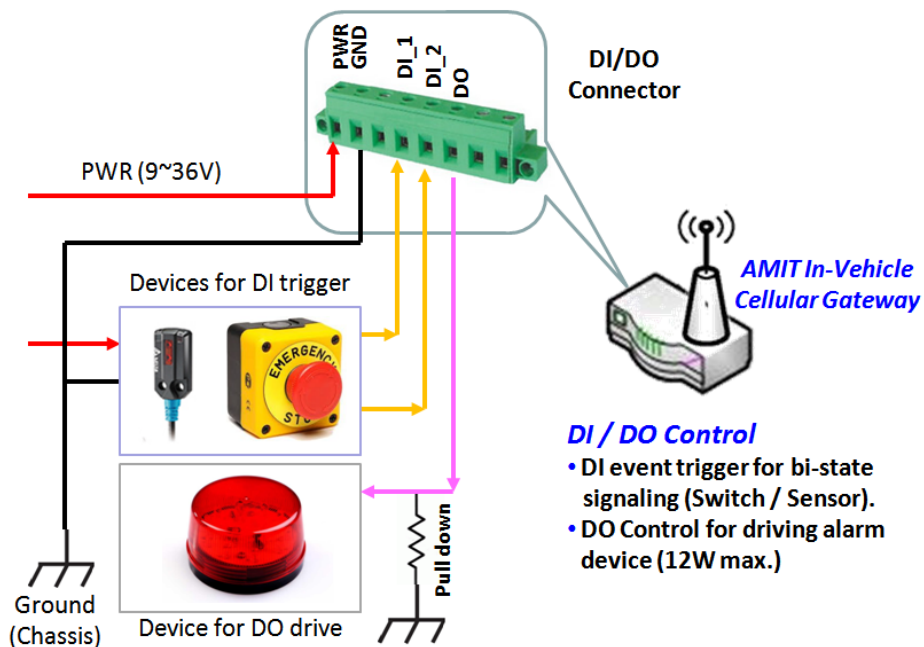 PWR
GND
DI_1
DI_2
DO
DI/DO
Connector
PWR (9~36V)
Devices for DI trigger
EMERGENCY
AMIT In-Vehicle
Cellular Gateway
DI / DO Control
• DI event trigger for bi-state
signaling (Switch / Sensor).
• DO Control for driving alarm
device (12W max.)
Pull down
Ground
(Chassis)
Device for DO drive